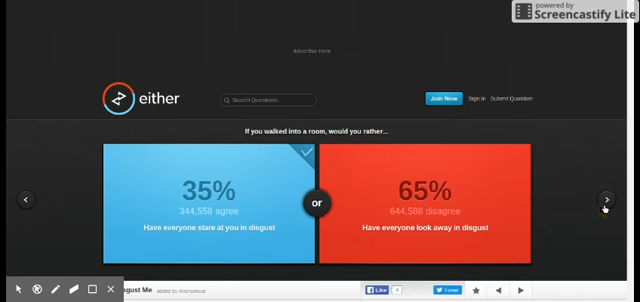 powered by
Screencastify Lite
Advertise Here
either
Search Questions...
Join Now
Sign In
Submit Question
If you walked into a room, would you rather...
35%
344,558 agree
Have everyone stare at you in disgust
or
65%
644,588 disagree
Have everyone look away in disgust
gust Me
added by Anonymous
Like
Tweet